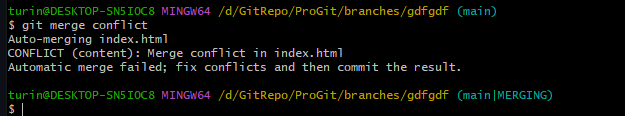 turin@DESKTOP-SN5IOC8 MINGW64 /d/GitRepo/ProGit/branches/gdfgdf (main)
$ git merge conflict
Auto-merging index.html
CONFLICT (content): Merge conflict in index.html
Automatic merge failed; fix conflicts and then commit the result.
turin@DESKTOP-SN5IOC8 MINGW64 /d/GitRepo/ProGit/branches/gdfgdf (main|MERGING)
$